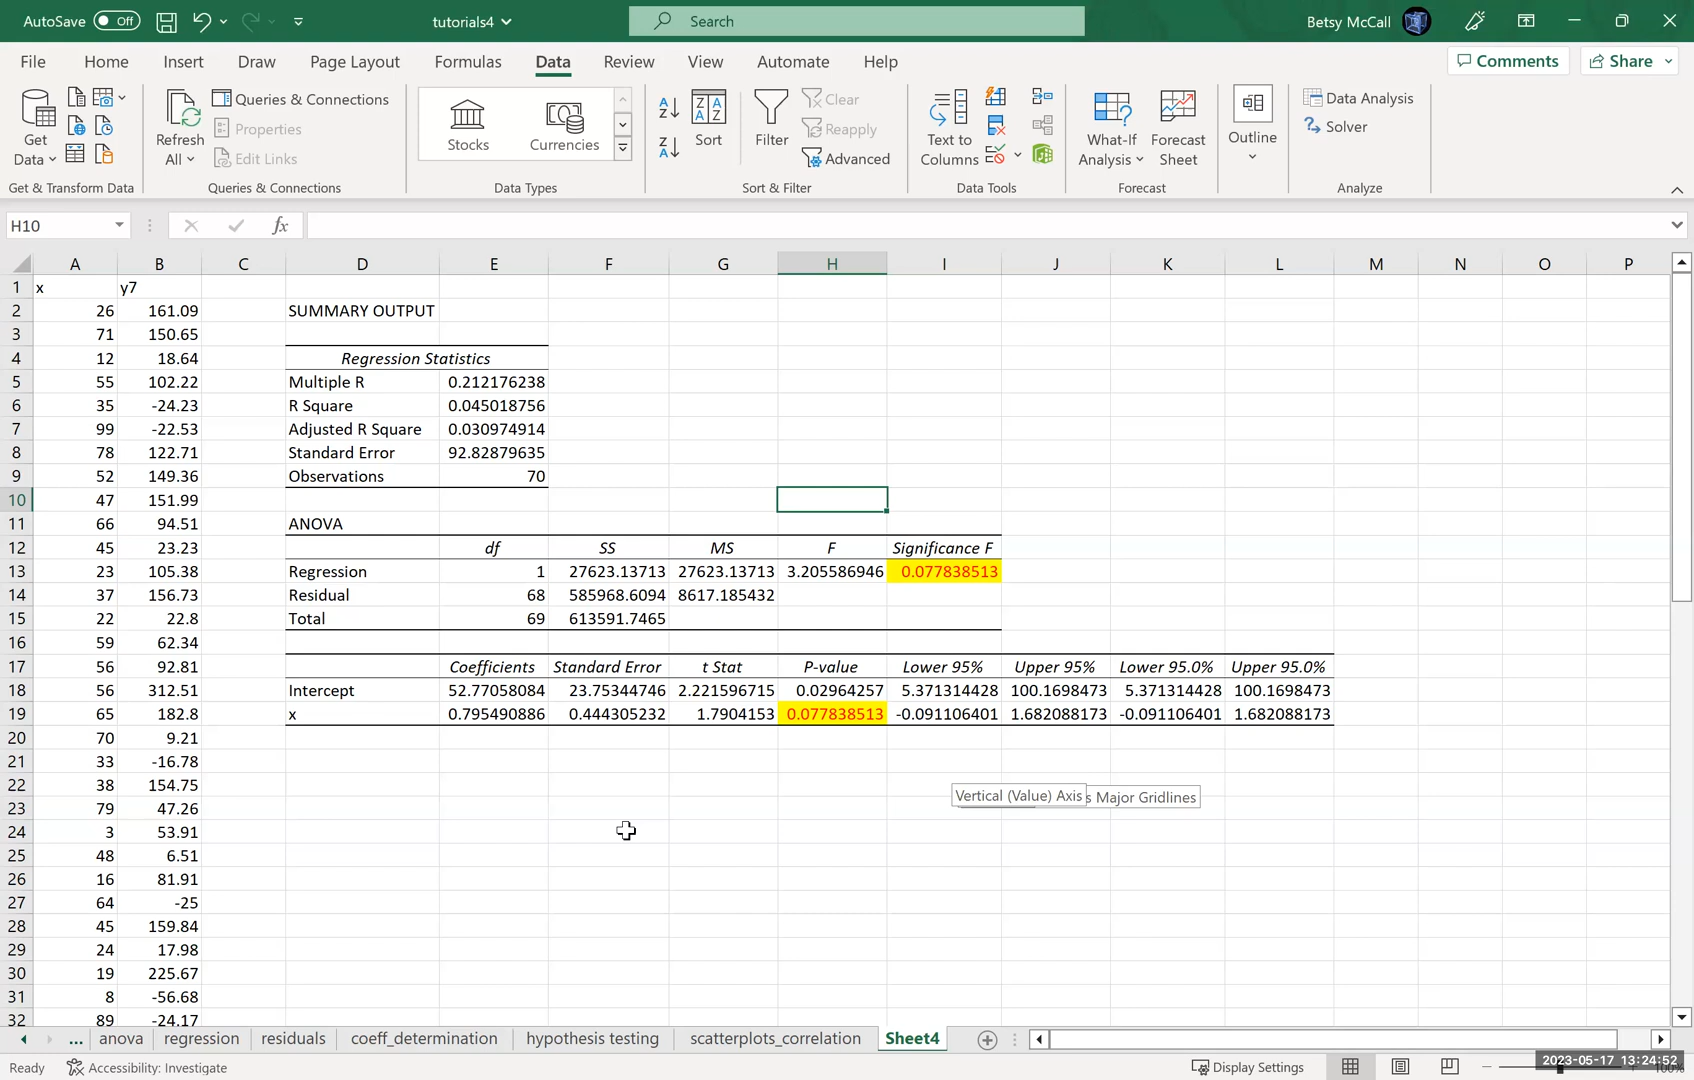 AutoSave Off tutorials4 Search Betsy McCall
File Home Insert Draw Page Layout Formulas Data Review View Automate Help Comments Share
Get Data
Refresh All
Queries & Connections
Properties
Edit Links
Stocks Currencies
Sort
Filter
Clear
Reapply
Advanced
Text to Columns
What-If Analysis
Forecast Sheet
Outline
Data Analysis
Solver
Get & Transform Data Queries & Connections Data Types Sort & Filter Data Tools Forecast Analyze
H10 fx
A B C D E F G H I J K L M N O P
1 x y7
2 26 161.09 SUMMARY OUTPUT
3 71 150.65
4 12 18.64 Regression Statistics
5 55 102.22 Multiple R 0.212176238
6 35 -24.23 R Square 0.045018756
7 99 -22.53 Adjusted R Square 0.030974914
8 78 122.71 Standard Error 92.82879635
9 52 149.36 Observations 70
10 47 151.99
11 66 94.51 ANOVA
12 45 23.23 df SS MS F Significance F
13 23 105.38 Regression 1 27623.13713 27623.13713 3.205586946 0.077838513
14 37 156.73 Residual 68 585968.6094 8617.185432
15 22 22.8 Total 69 613591.7465
16 59 62.34
17 56 92.81 Coefficients Standard Error t Stat P-value Lower 95% Upper 95% Lower 95.0% Upper 95.0%
18 56 312.51 Intercept 52.77058084 23.75344746 2.221596715 0.02964257 5.371314428 100.1698473 5.371314428 100.1698473
19 65 182.8 x 0.795490886 0.444305232 1.7904153 0.077838513 -0.091106401 1.682088173 -0.091106401 1.682088173
20 70 9.21
21 33 -16.78
22 38 154.75
Vertical (Value) Axis s Major Gridlines
23 79 47.26
24 3 53.91
25 48 6.51
26 16 81.91
27 64 -25
28 45 159.84
29 24 17.98
30 19 225.67
31 8 -56.68
32 89 -24.17
... anova regression residuals coeff_determination hypothesis testing scatterplots_correlation Sheet4
Ready Accessibility: Investigate Display Settings 2023-05-17 13:24:52